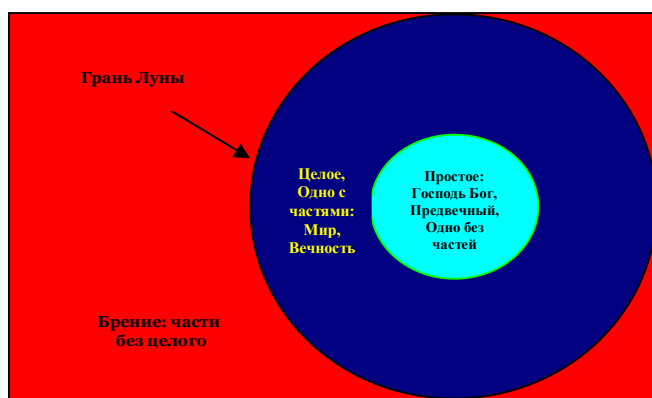 Грань Луны
Целое,
Одно с
частями:
Мир,
Вечность
Простое:
Господь Бог,
Предвечный,
Одно без
частей
Брение: части
без целого